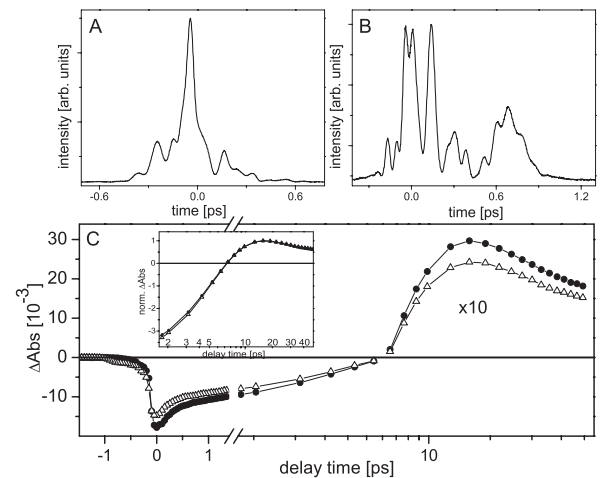 A
B
intensity [arb. units]
intensity [arb. units]
-0.6 0.0 0.6
0.0 0.6 1.2
time [ps]
time [ps]
C
30
20
10
0
-10
ΔAbs [10⁻³]
1
0
-1
-2
-3
norm. ΔAbs
2 3 4 5 10 20 30 40
delay time [ps]
x10
-1 0 1 10
delay time [ps]